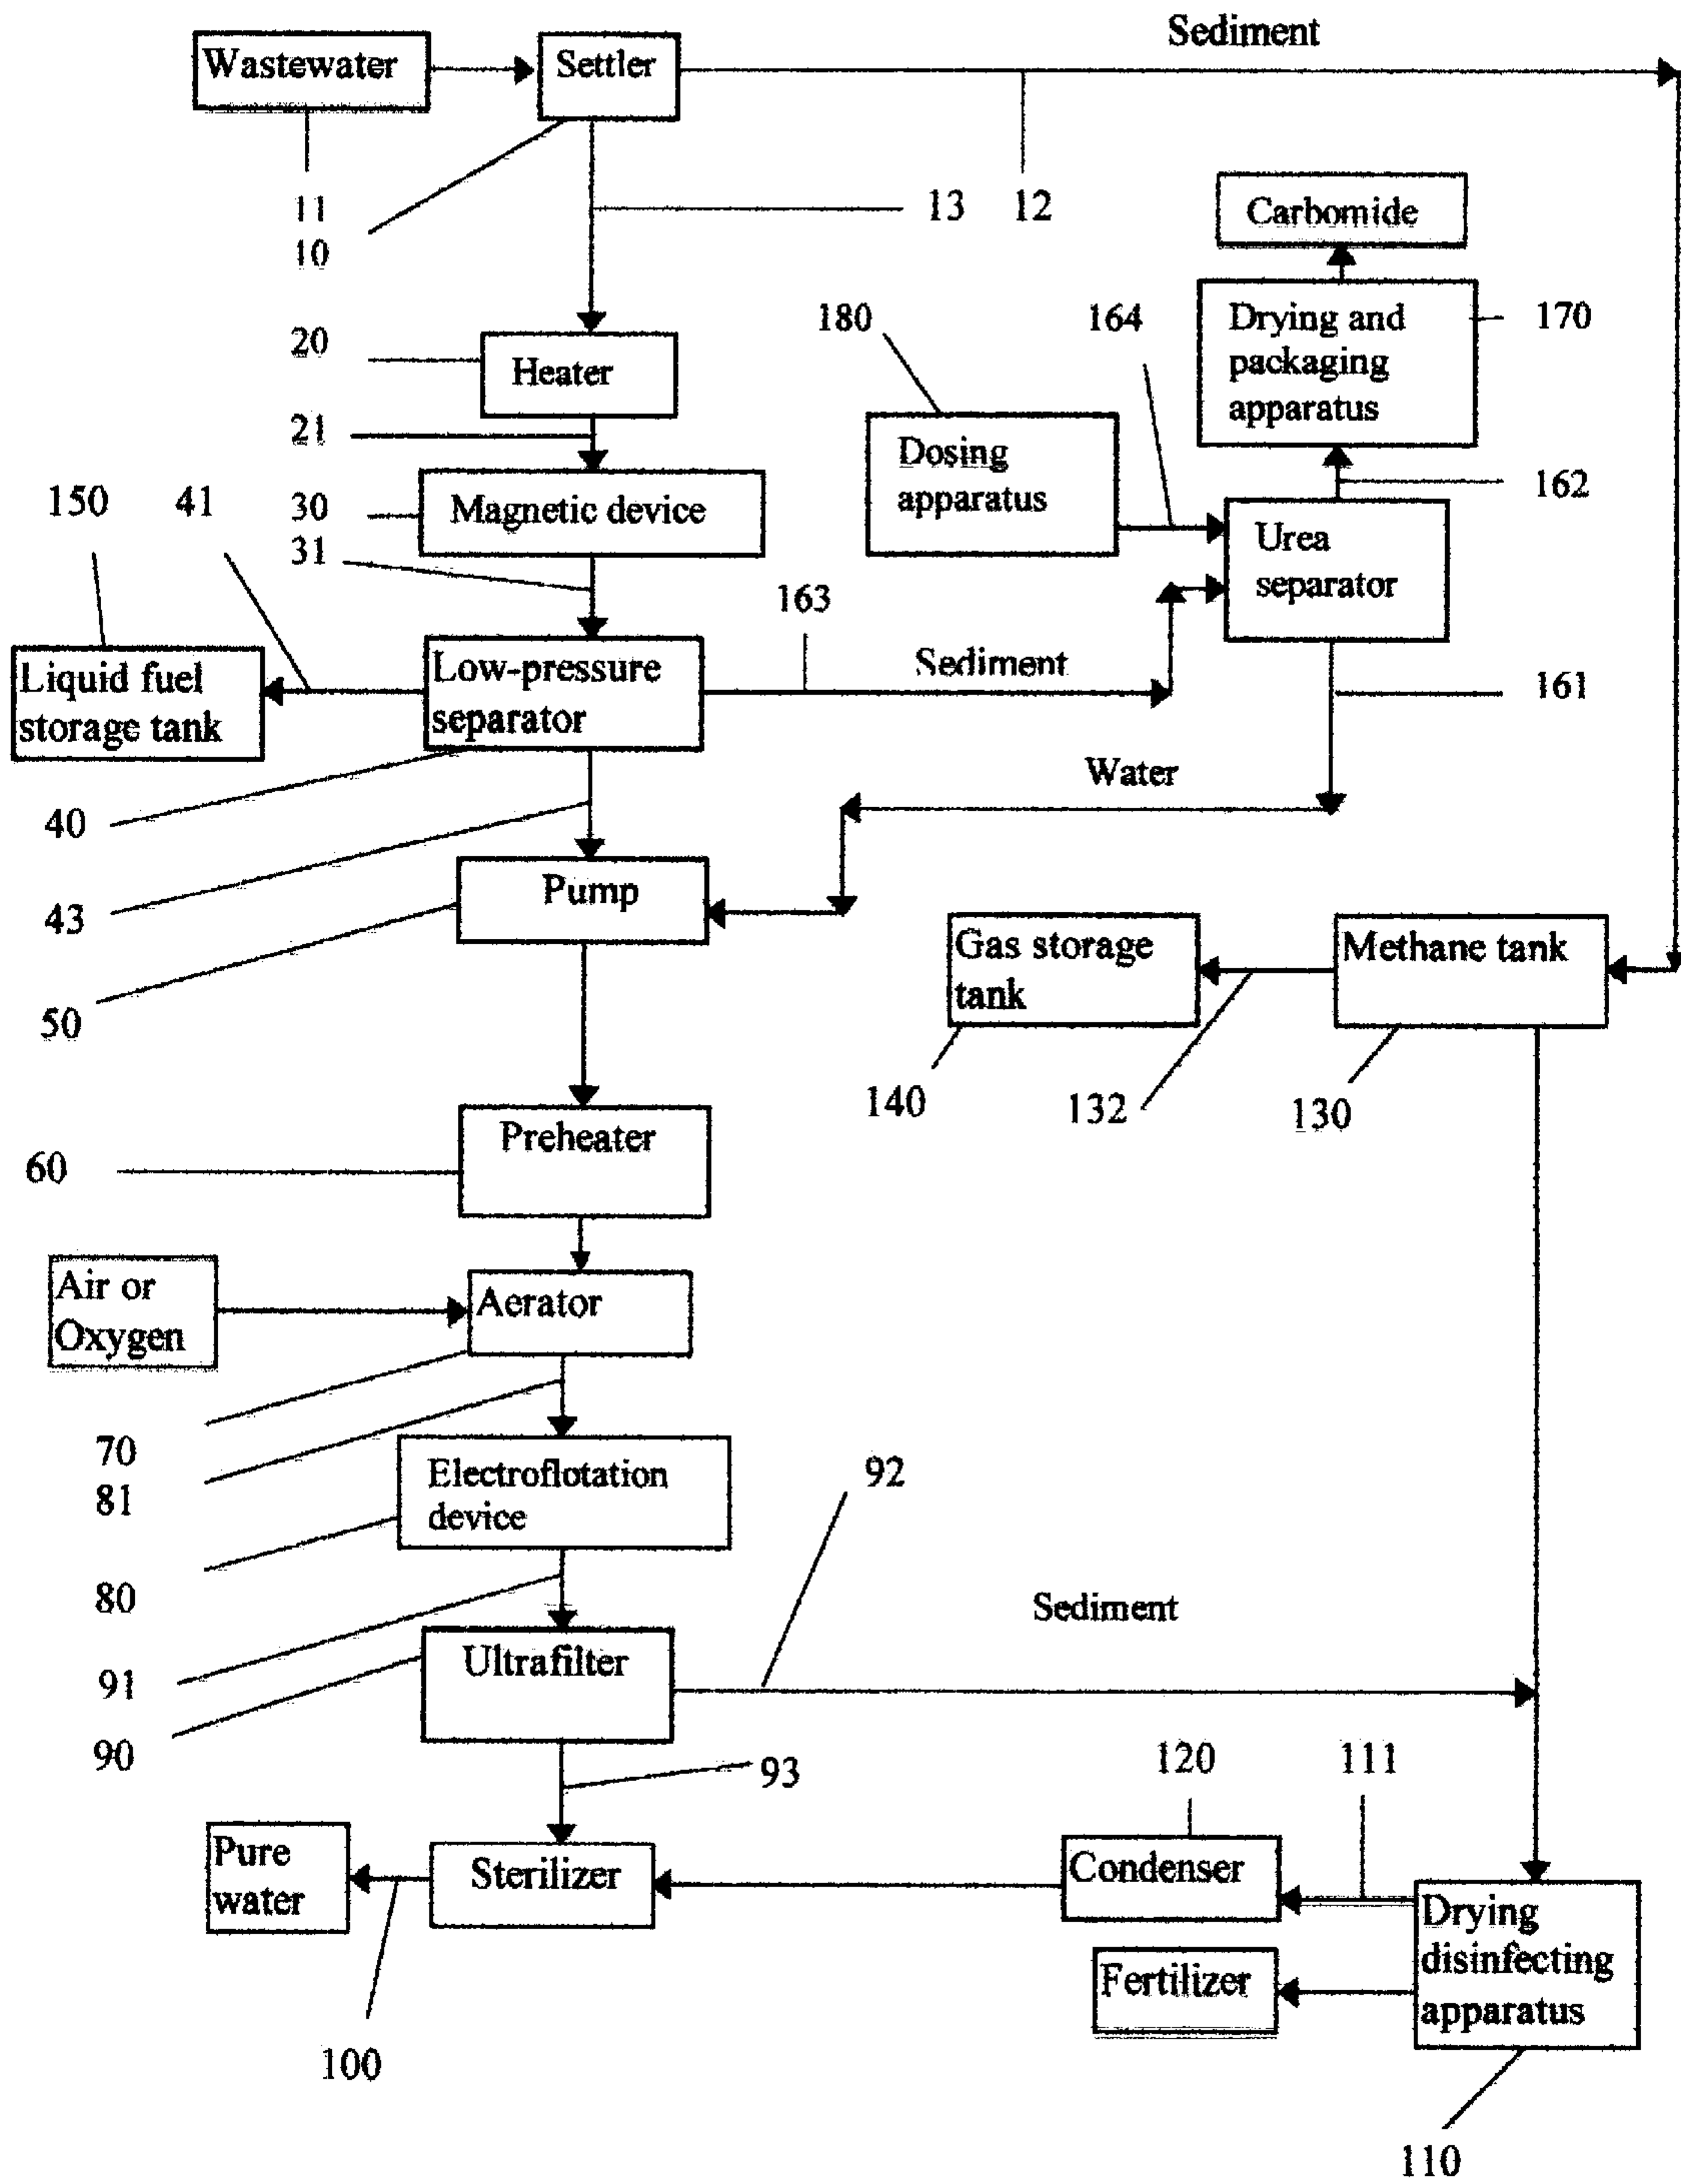 Sediment
Wastewater
Settler
11
10
13
12
Carbomide
20
Heater
180
164
Drying and
packaging
apparatus
170
21
Dosing
apparatus
150
41
30
Magnetic device
162
31
Urea
separator
163
Liquid fuel
storage tank
Low-pressure
separator
Sediment
161
Water
40
43
Pump
50
Gas storage
tank
Methane tank
140
132
130
Preheater
60
Air or
Oxygen
Aerator
70
81
Electroflotation
device
92
80
Sediment
91
Ultrafilter
90
93
120
111
Pure
water
Sterilizer
Condenser
Drying
disinfecting
apparatus
Fertilizer
100
110